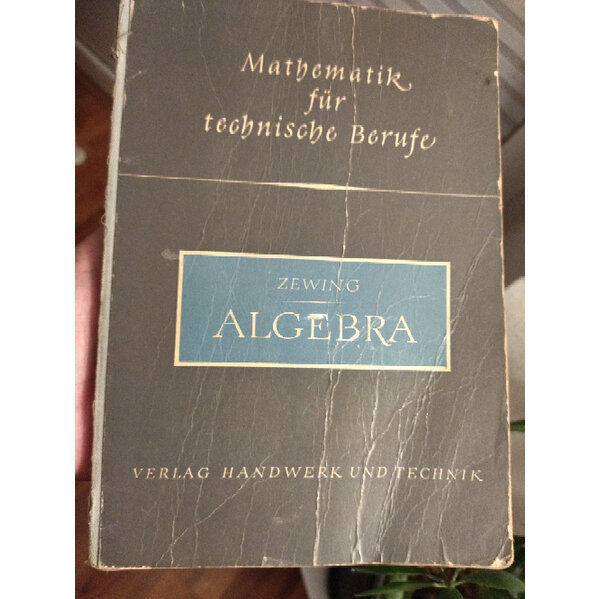 Mathematik
für
technische Berufe
ZEWING
ALGEBRA
VERLAG HANDWERK UND TECHNIK